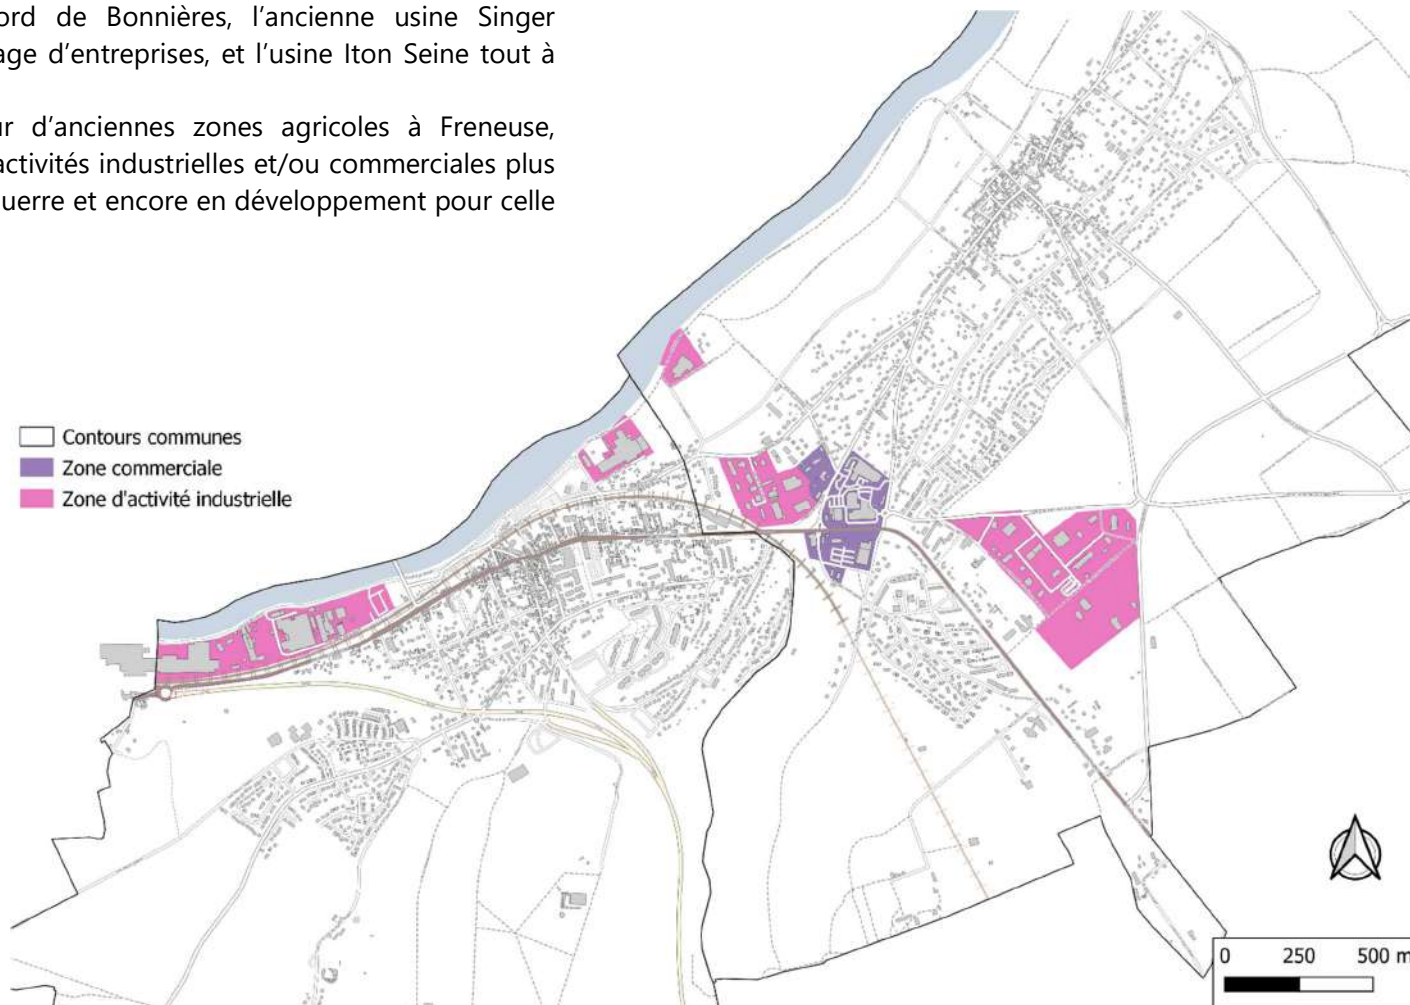 ord de Bonnières, l’ancienne usine Singer
age d’entreprises, et l’usine Iton Seine tout à
ur d’anciennes zones agricoles à Freneuse,
activités industrielles et/ou commerciales plus
uerre et encore en développement pour celle
Contours communes
Zone commerciale
Zone d'activité industrielle
0 250 500 m